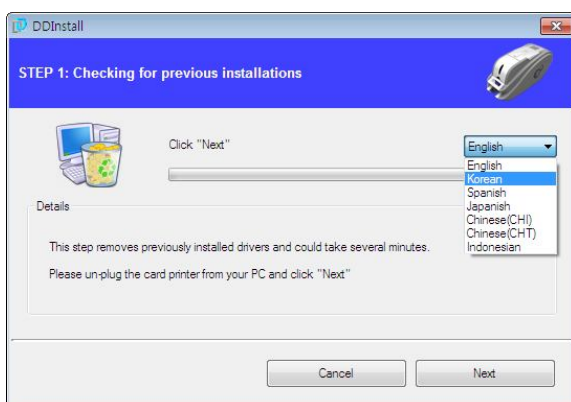 DDInstall
STEP 1: Checking for previous installations
Click "Next"
English
English
Korean
Spanish
Japanish
Chinese(CHI)
Chinese(CHT)
Indonesian
Details
This step removes previously installed drivers and could take several minutes.
Please un-plug the card printer from your PC and click "Next"
Cancel
Next